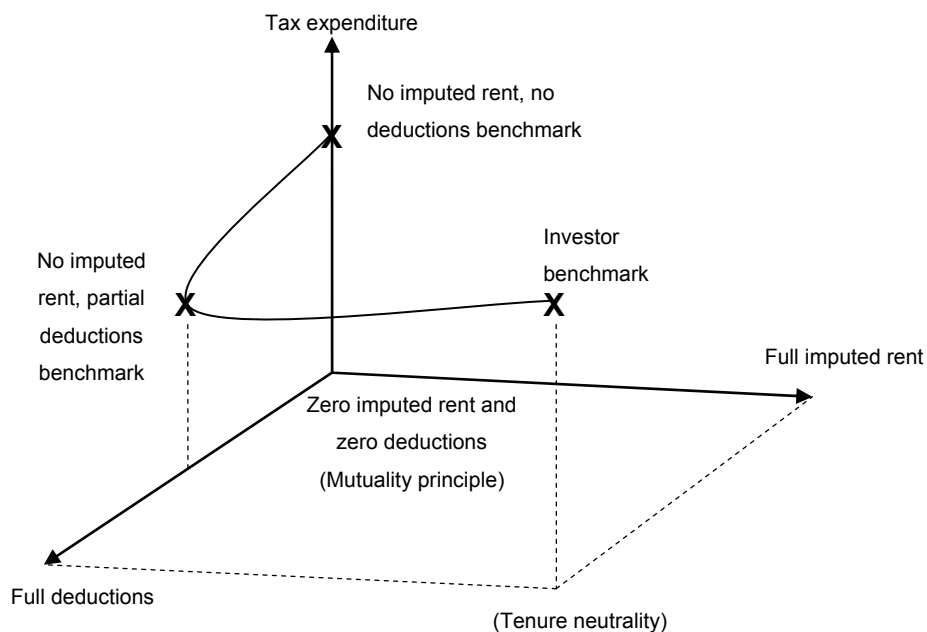 Tax expenditure
No imputed rent, no
deductions benchmark
X
Investor
benchmark
No imputed
rent, partial
deductions
benchmark
X
X
Full imputed rent
Zero imputed rent and
zero deductions
(Mutuality principle)
Full deductions
(Tenure neutrality)